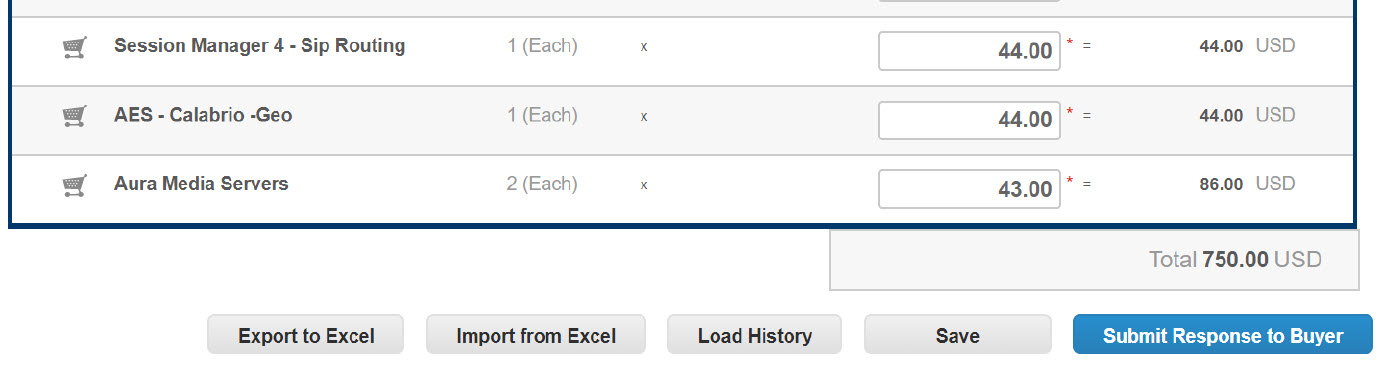 Session Manager 4 - Sip Routing 1 (Each) x 44.00 * = 44.00 USD
AES - Calabrio -Geo 1 (Each) x 44.00 * = 44.00 USD
Aura Media Servers 2 (Each) x 43.00 * = 86.00 USD
Total 750.00 USD
Export to Excel Import from Excel Load History Save Submit Response to Buyer